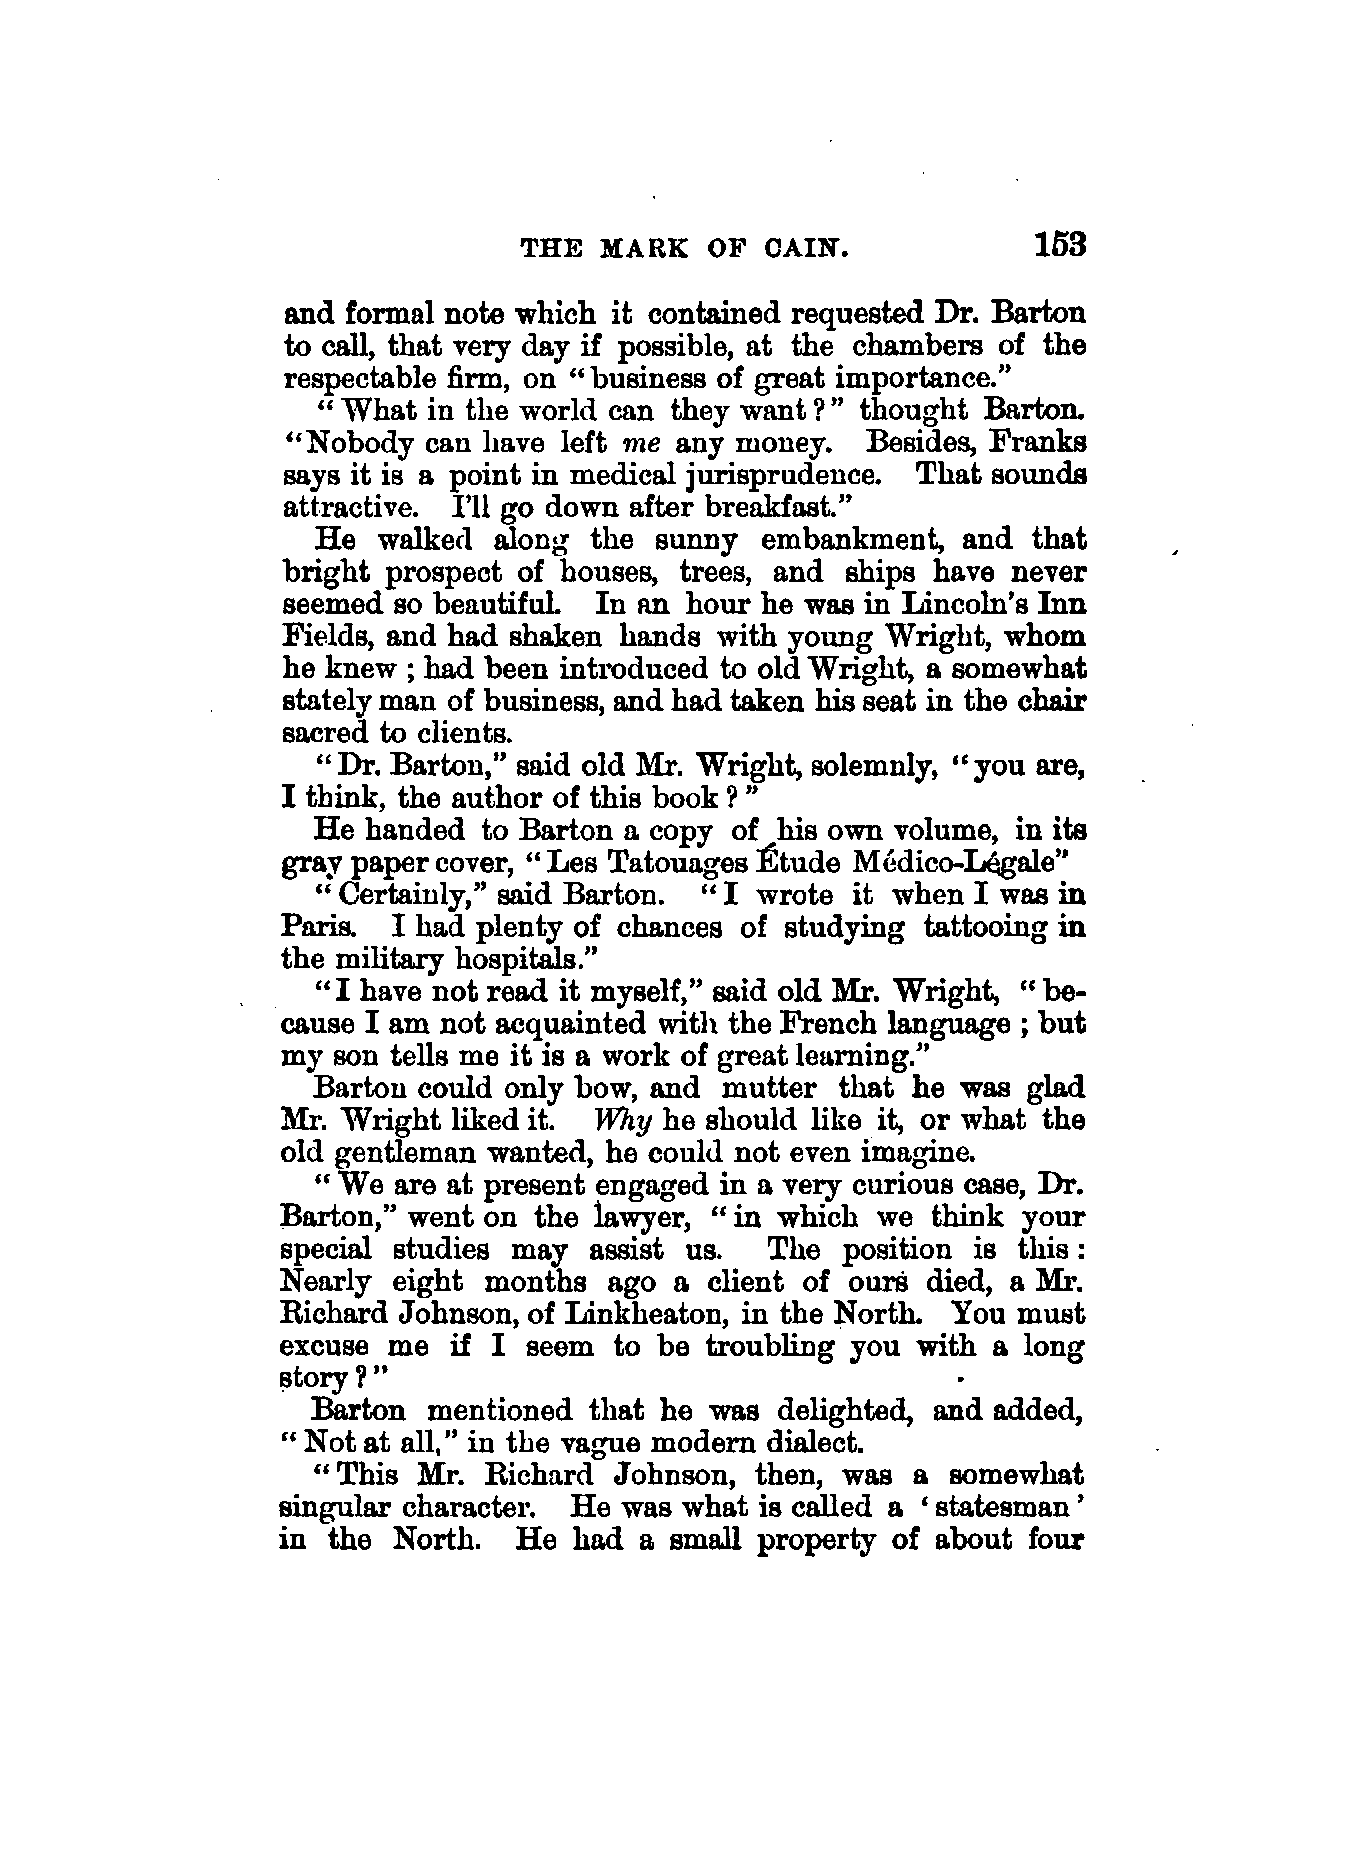 THE MARK OF CAIN. 153
and formal note which it contained requested Dr. Barton
to call, that very day if possible, at the chambers of the
respectable firm, on "business of great importance."
"What in the world can they want?" thought Barton.
"Nobody can have left me any money. Besides, Franks
says it is a point in medical jurisprudence. That sounds
attractive. I'll go down after breakfast."
He walked along the sunny embankment, and that
bright prospect of houses, trees, and ships have never
seemed so beautiful. In an hour he was in Lincoln's Inn
Fields, and had shaken hands with young Wright, whom
he knew ; had been introduced to old Wright, a somewhat
stately man of business, and had taken his seat in the chair
sacred to clients.
"Dr. Barton," said old Mr. Wright, solemnly, "you are,
I think, the author of this book ? "
He handed to Barton a copy of his own volume, in its
gray paper cover, "Les Tatouages Étude Médico-Légale"
"Certainly," said Barton. "I wrote it when I was in
Paris. I had plenty of chances of studying tattooing in
the military hospitals."
"I have not read it myself," said old Mr. Wright, "be-
cause I am not acquainted with the French language ; but
my son tells me it is a work of great learning."
Barton could only bow, and mutter that he was glad
Mr. Wright liked it. Why he should like it, or what the
old gentleman wanted, he could not even imagine.
"We are at present engaged in a very curious case, Dr.
Barton," went on the lawyer, "in which we think your
special studies may assist us. The position is this :
Nearly eight months ago a client of ours died, a Mr.
Richard Johnson, of Linkheaton, in the North. You must
excuse me if I seem to be troubling you with a long
story ? "
Barton mentioned that he was delighted, and added,
"Not at all," in the vague modern dialect.
"This Mr. Richard Johnson, then, was a somewhat
singular character. He was what is called a 'statesman'
in the North. He had a small property of about four